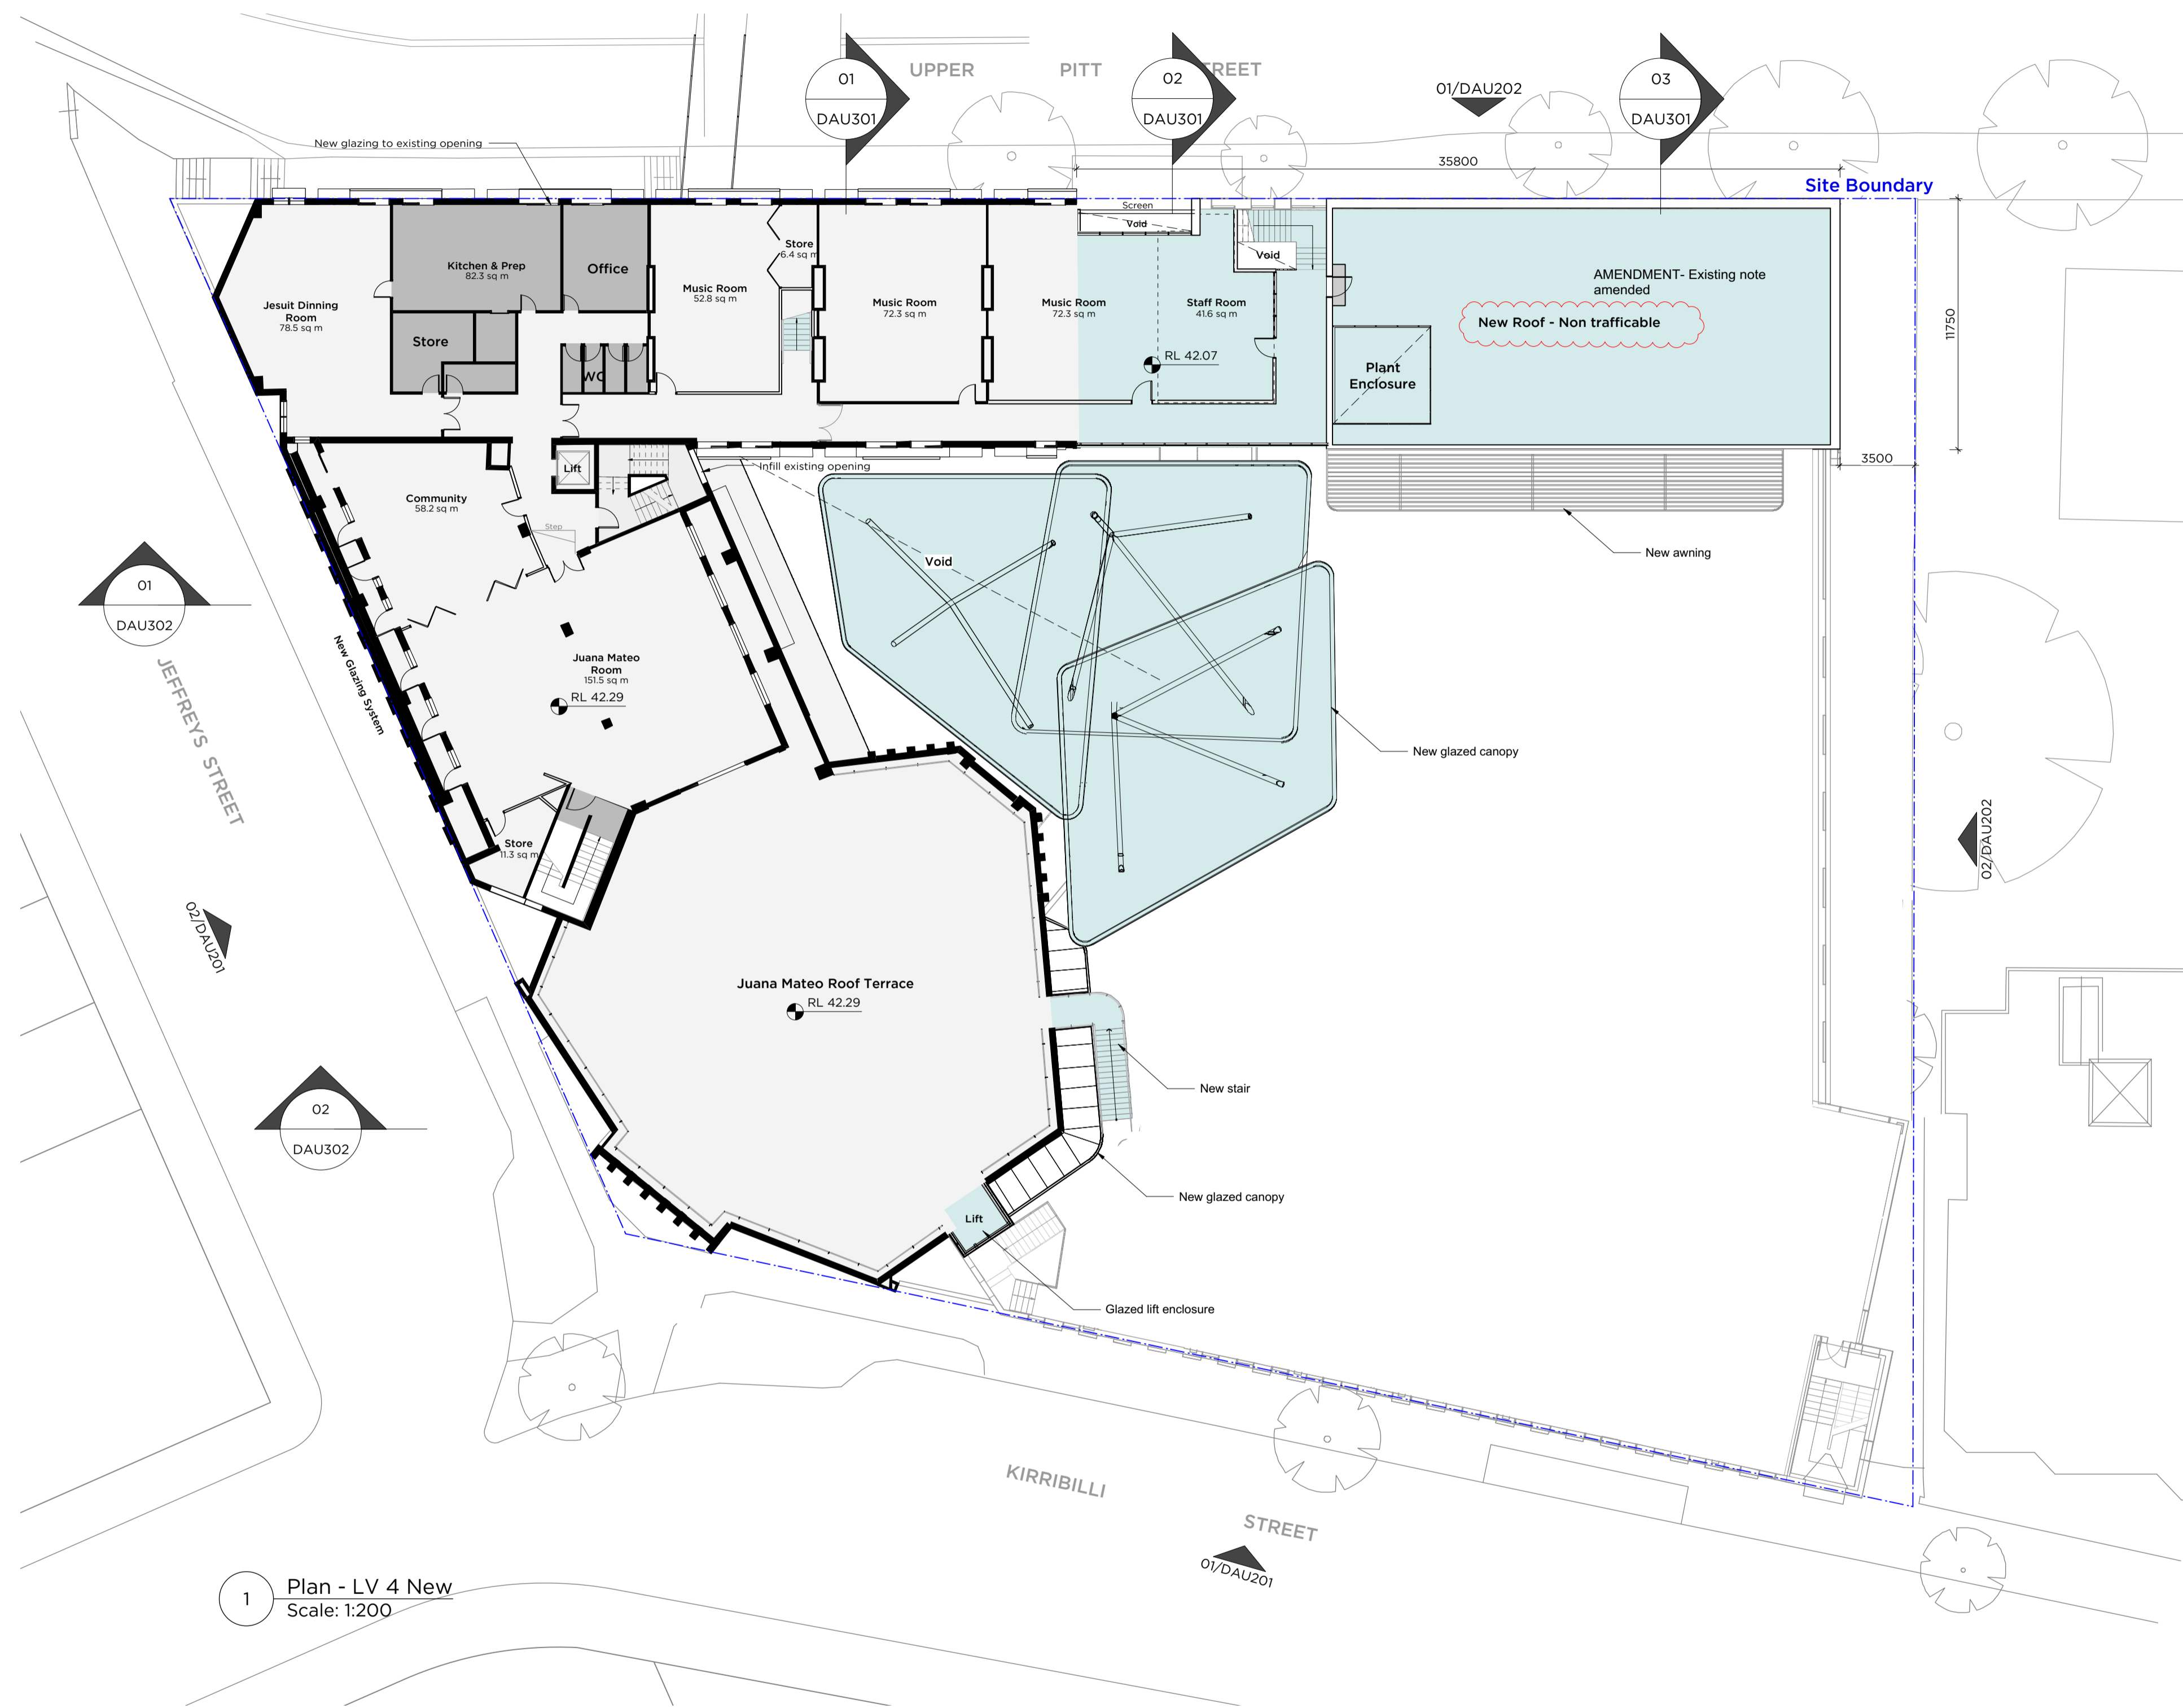 UPPER PITT STREET
01
DAU301
02
DAU301
01/DAU202
03
DAU301
New glazing to existing opening
35800
Site Boundary
Screen
Void
Void
Store
6.4 sq m
Kitchen & Prep
82.3 sq m
Office
Music Room
52.8 sq m
Jesuit Dinning
Room
78.5 sq m
Store
WC
Music Room
72.3 sq m
Music Room
72.3 sq m
Staff Room
41.6 sq m
RL 42.07
AMENDMENT- Existing note
amended
New Roof - Non trafficable
Plant
Enclosure
11750
3500
Infill existing opening
Lift
Community
58.2 sq m
Step
Void
New awning
01
DAU302
JEFFREYS STREET
New Glazing System
Juana Mateo
Room
151.5 sq m
RL 42.29
New glazed canopy
Store
11.3 sq m
02/DAU201
02/DAU202
Juana Mateo Roof Terrace
RL 42.29
New stair
02
DAU302
New glazed canopy
Lift
Glazed lift enclosure
KIRRIBILLI
STREET
01/DAU201
1
Plan - LV 4 New
Scale: 1:200